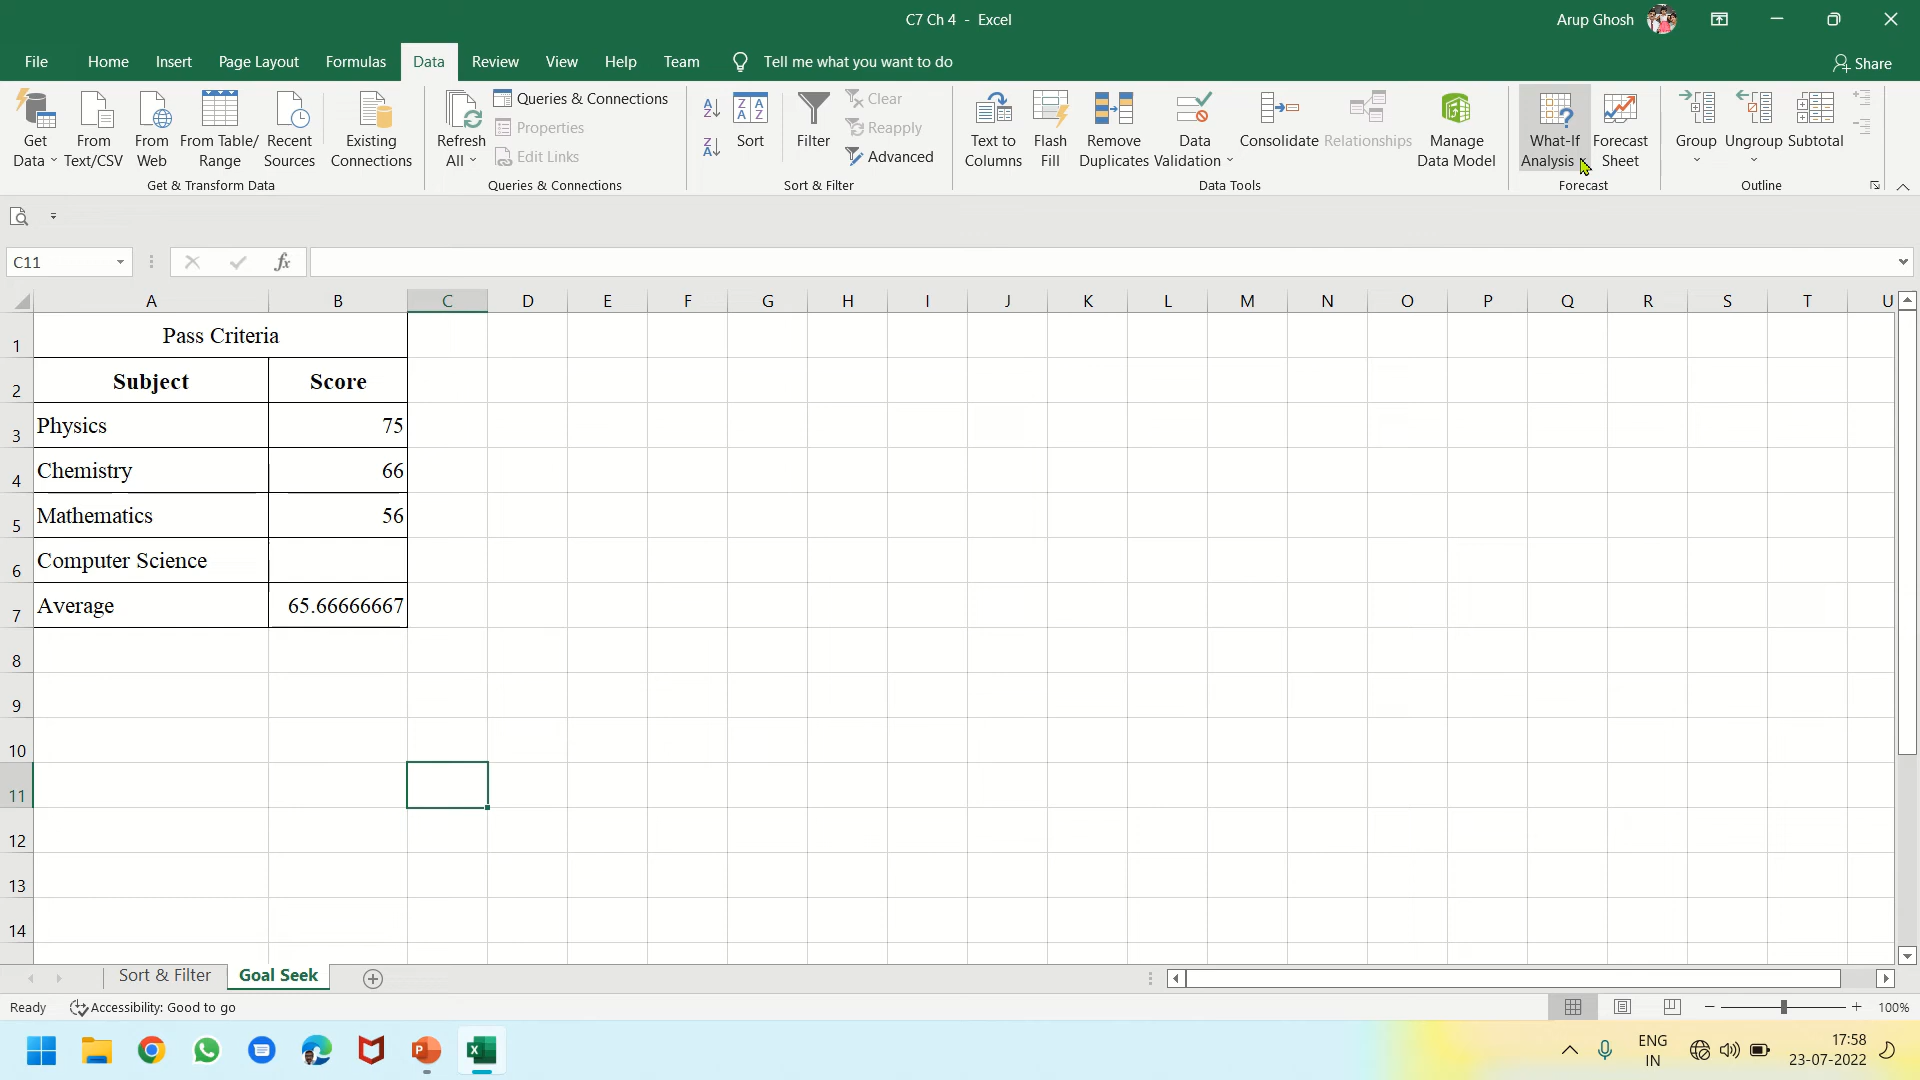 C7 Ch 4 - Excel
Arup Ghosh
File Home Insert Page Layout Formulas Data Review View Help Team Tell me what you want to do Share
Get Data
From Text/CSV
From Web
From Table/ Range
Recent Sources
Existing Connections
Get & Transform Data
Refresh All
Queries & Connections
Properties
Edit Links
Queries & Connections
Sort
Filter
Clear
Reapply
Advanced
Sort & Filter
Text to Columns
Flash Fill
Remove Duplicates
Data Validation
Consolidate
Relationships
Manage Data Model
Data Tools
What-If Analysis
Forecast Sheet
Forecast
Group
Ungroup
Subtotal
Outline
C11
fx
A B C D E F G H I J K L M N O P Q R S T U
1 Pass Criteria
2 Subject Score
3 Physics 75
4 Chemistry 66
5 Mathematics 56
6 Computer Science
7 Average 65.66666667
8
9
10
11
12
13
14
Sort & Filter Goal Seek
Ready Accessibility: Good to go 100%
ENG
IN
17:58
23-07-2022